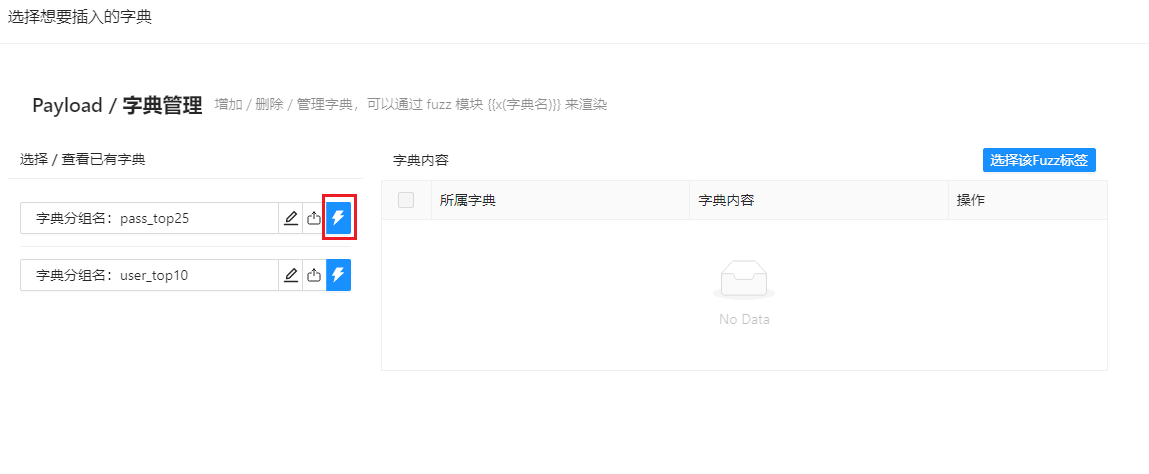 选择想要插入的字典
Payload / 字典管理 增加 / 删除 / 管理字典，可以通过 fuzz 模块 {{x(字典名)}} 来渲染
选择 / 查看已有字典
字典分组名：pass_top25
字典分组名：user_top10
字典内容 选择该Fuzz标签
所属字典 字典内容 操作
No Data